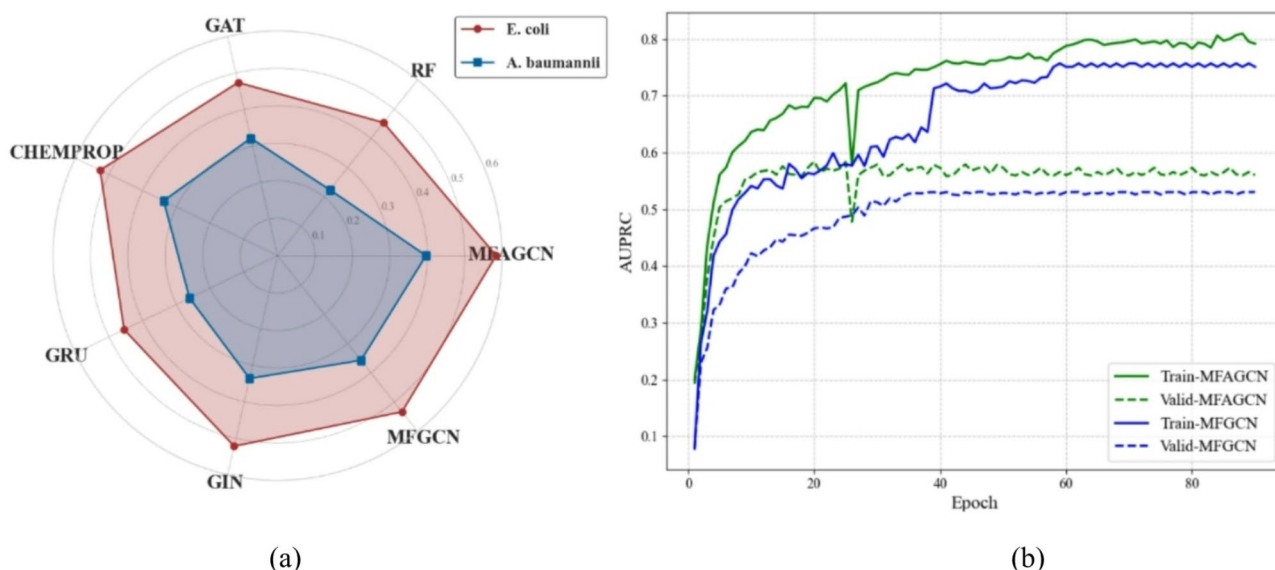 E. coli
A. baumannii
GAT
RF
CHEMPROP
MFAGCN
GRU
GIN
MFGCN
0.1
0.2
0.3
0.4
0.5
0.6
(a)
AUPRC
0.8
0.7
0.6
0.5
0.4
0.3
0.2
0.1
0
20
40
60
80
Epoch
Train-MFAGCN
Valid-MFAGCN
Train-MFGCN
Valid-MFGCN
(b)